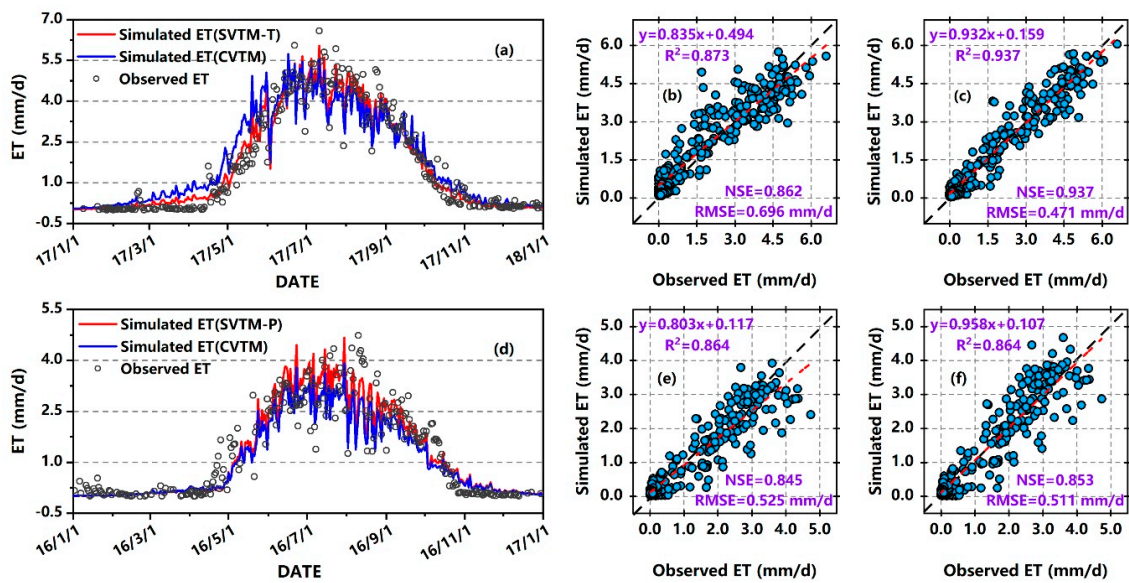 7.0
5.5
4.0
2.5
1.0
-0.5
ET (mm/d)
Simulated ET(SVTM-T)
Simulated ET(CVTM)
Observed ET
(a)
17/1/1
17/3/1
17/5/1
17/7/1
17/9/1
17/11/1
18/1/1
DATE
y=0.835x+0.494
R²=0.873
(b)
NSE=0.862
RMSE=0.696 mm/d
6.0
4.5
3.0
1.5
0.0
Simulated ET (mm/d)
0.0 1.5 3.0 4.5 6.0
Observed ET (mm/d)
y=0.932x+0.159
R²=0.937
(c)
NSE=0.937
RMSE=0.471 mm/d
6.0
4.5
3.0
1.5
0.0
Simulated ET (mm/d)
0.0 1.5 3.0 4.5 6.0
Observed ET (mm/d)
5.5
4.0
2.5
1.0
-0.5
ET (mm/d)
Simulated ET(SVTM-P)
Simulated ET(CVTM)
Observed ET
(d)
16/1/1
16/3/1
16/5/1
16/7/1
16/9/1
16/11/1
17/1/1
DATE
y=0.803x+0.117
R²=0.864
(e)
NSE=0.845
RMSE=0.525 mm/d
5.0
4.0
3.0
2.0
1.0
0.0
Simulated ET (mm/d)
0.0 1.0 2.0 3.0 4.0 5.0
Observed ET (mm/d)
y=0.958x+0.107
R²=0.864
(f)
NSE=0.853
RMSE=0.511 mm/d
5.0
4.0
3.0
2.0
1.0
0.0
Simulated ET (mm/d)
0.0 1.0 2.0 3.0 4.0 5.0
Observed ET (mm/d)